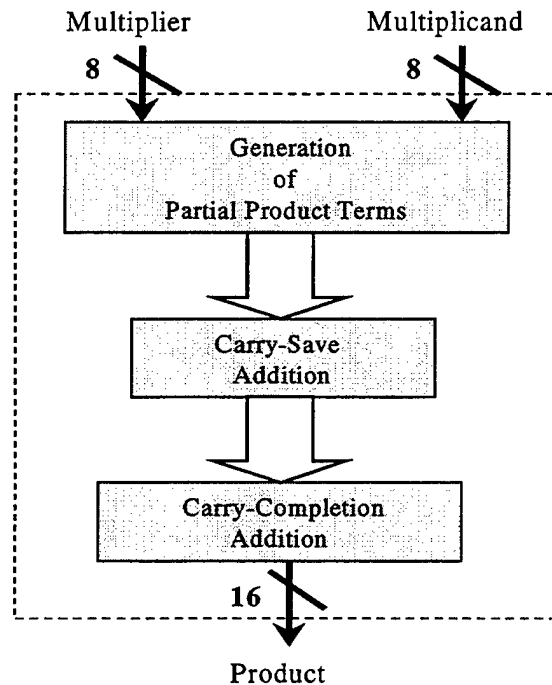 Multiplier
Multiplicand
8
8
Generation
of
Partial Product Terms
Carry-Save
Addition
Carry-Completion
Addition
16
Product